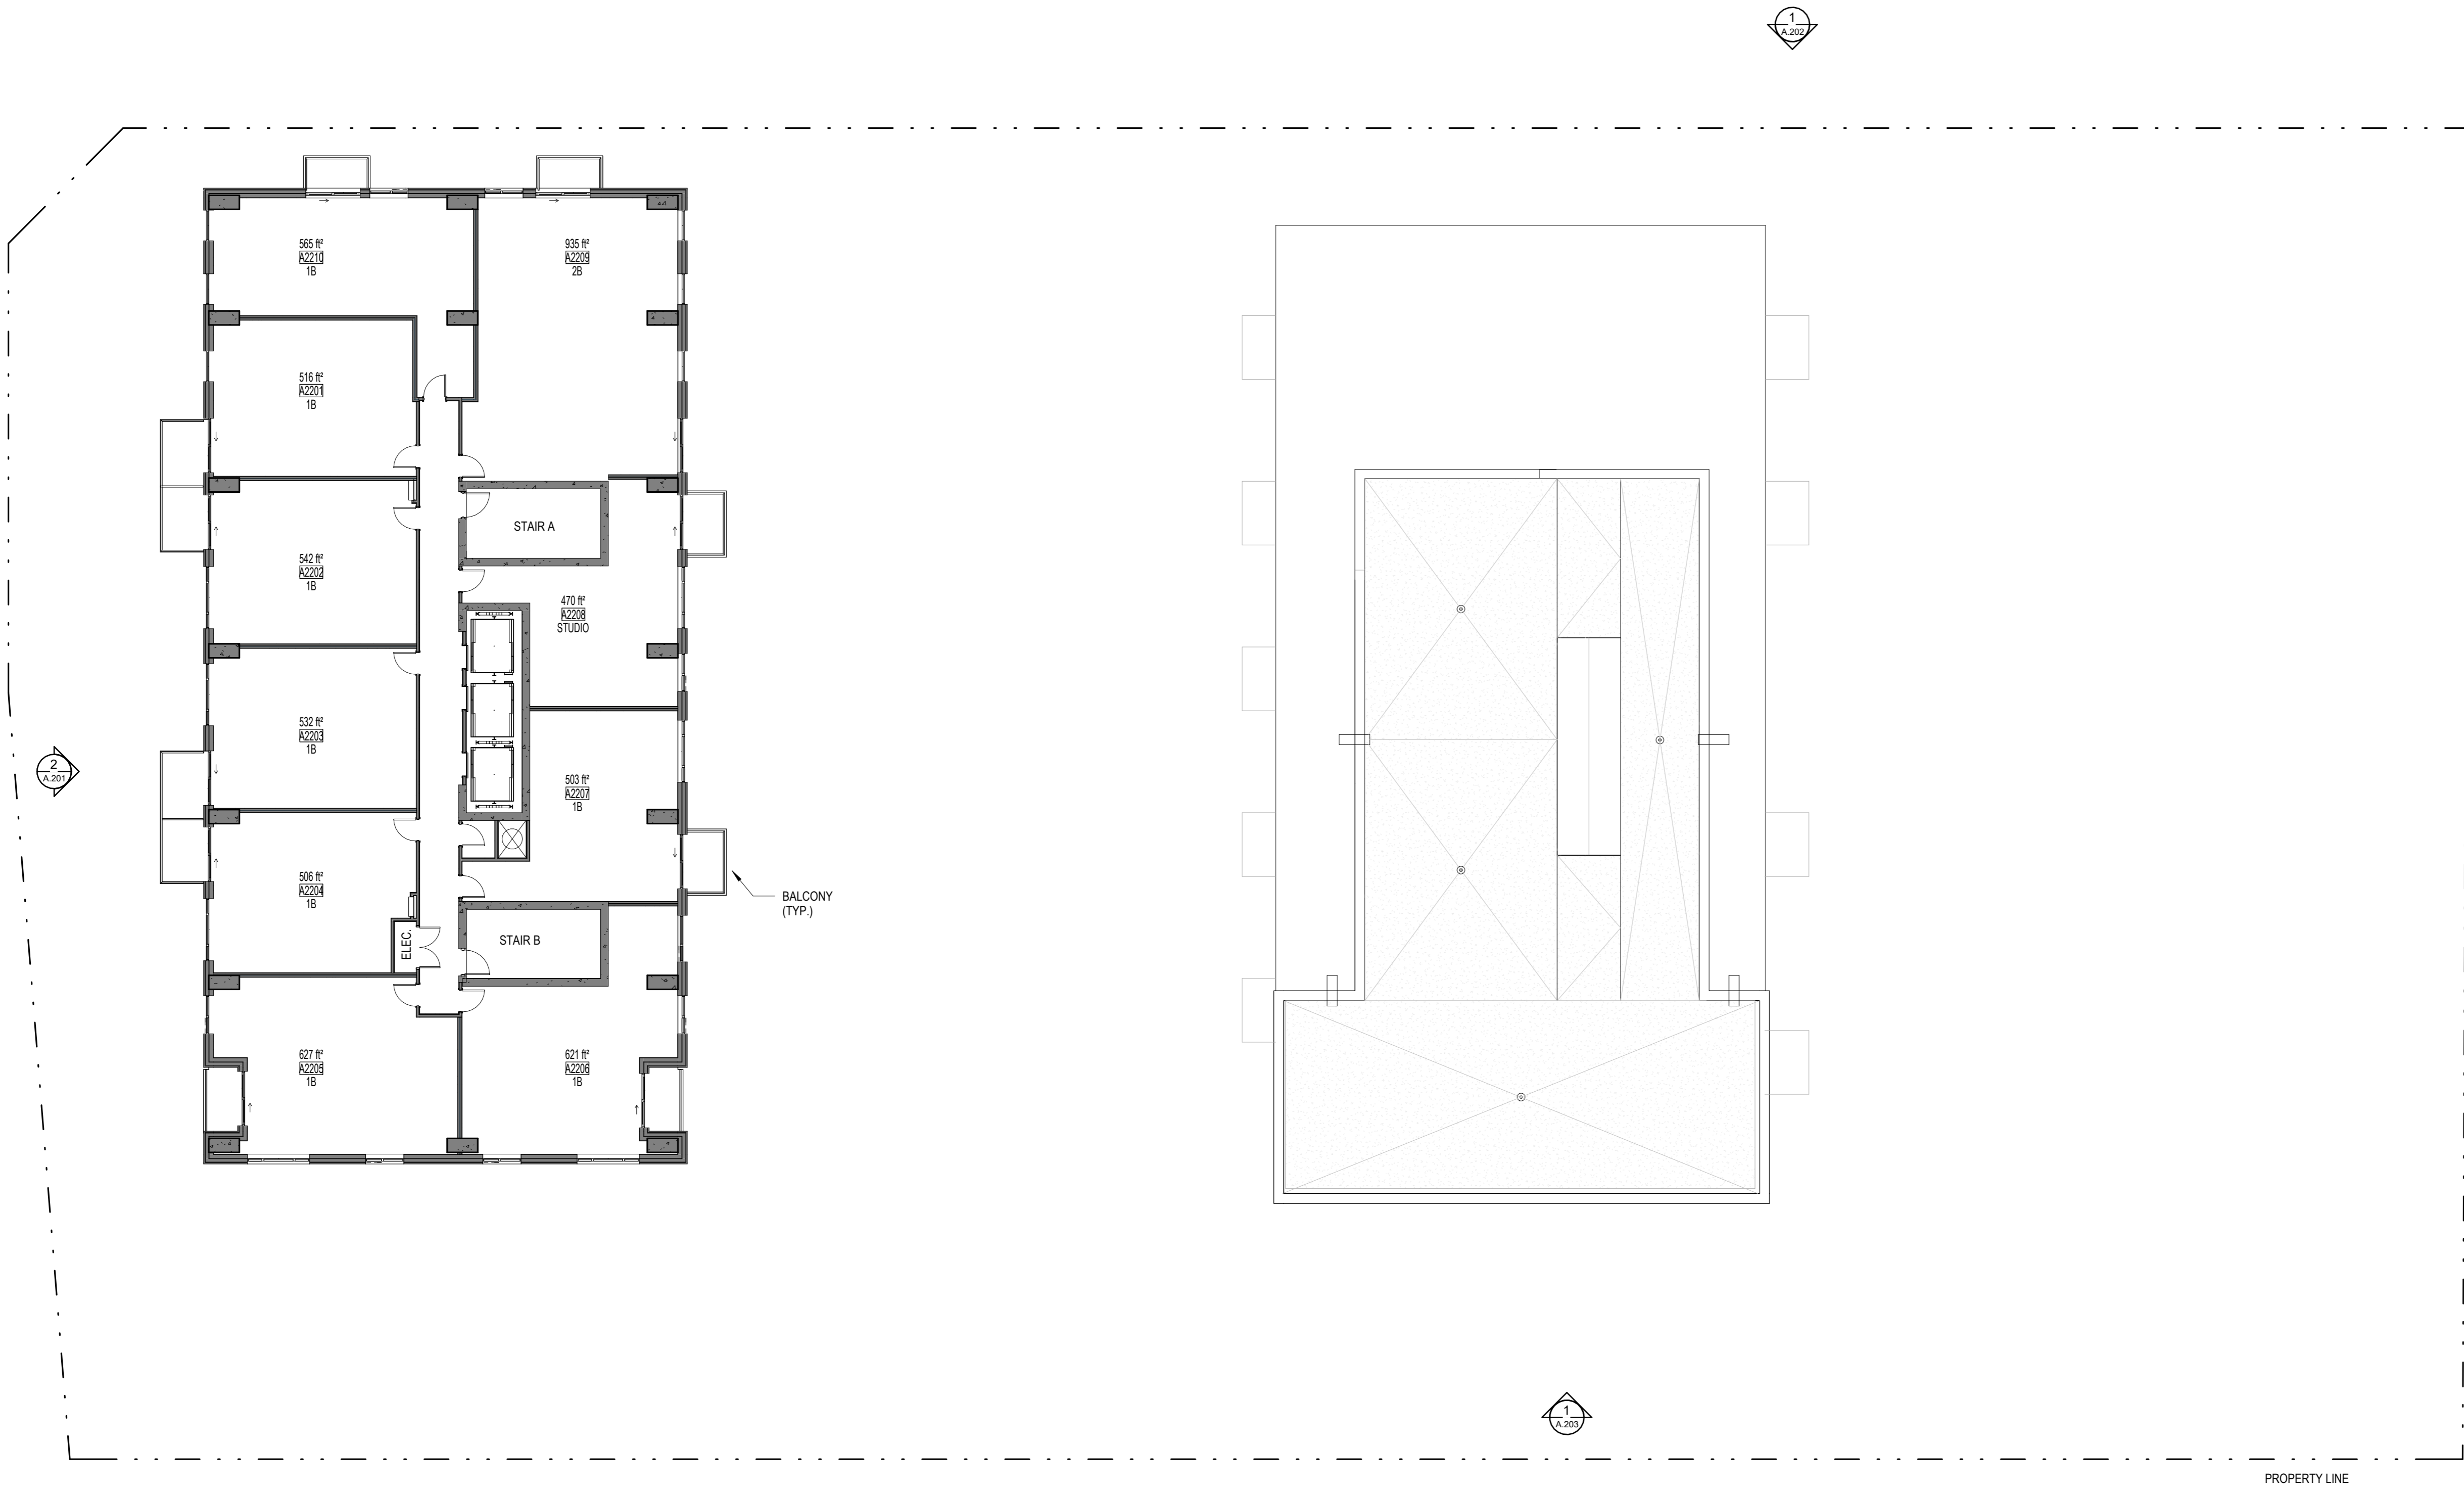 1
A.202
565 ft²
A2210
1B
935 ft²
A2209
2B
516 ft²
A2201
1B
STAIR A
542 ft²
A2202
1B
470 ft²
A2208
STUDIO
532 ft²
A2203
1B
2
A.201
503 ft²
A2207
1B
506 ft²
A2204
1B
BALCONY
(TYP.)
ELEC.
STAIR B
627 ft²
A2205
1B
621 ft²
A2206
1B
1
A.203
PROPERTY LINE